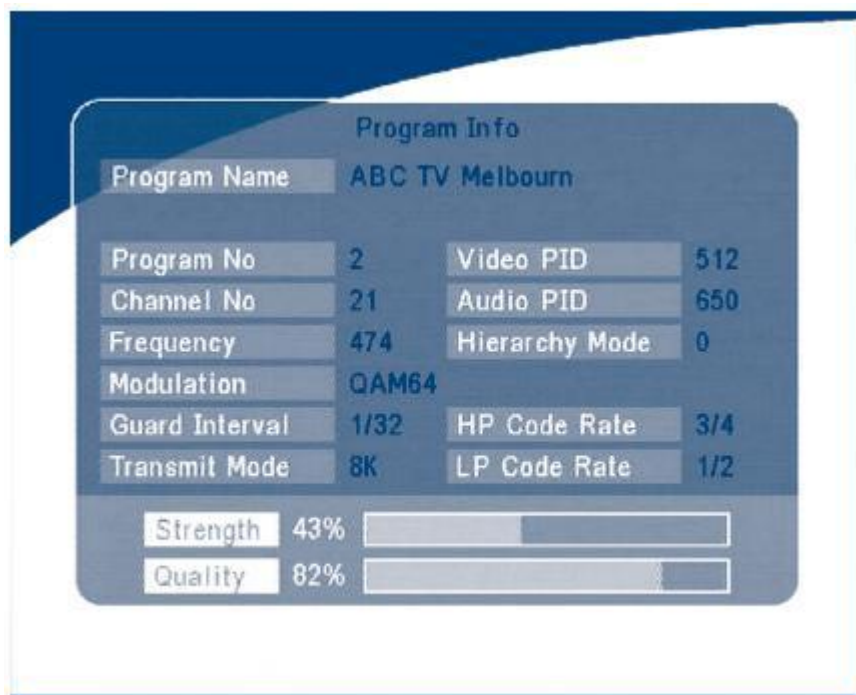 Program Info
Program Name ABC TV Melbourn
Program No 2 Video PID 512
Channel No 21 Audio PID 650
Frequency 474 Hierarchy Mode 0
Modulation QAM64
Guard Interval 1/32 HP Code Rate 3/4
Transmit Mode 8K LP Code Rate 1/2
Strength 43%
Quality 82%